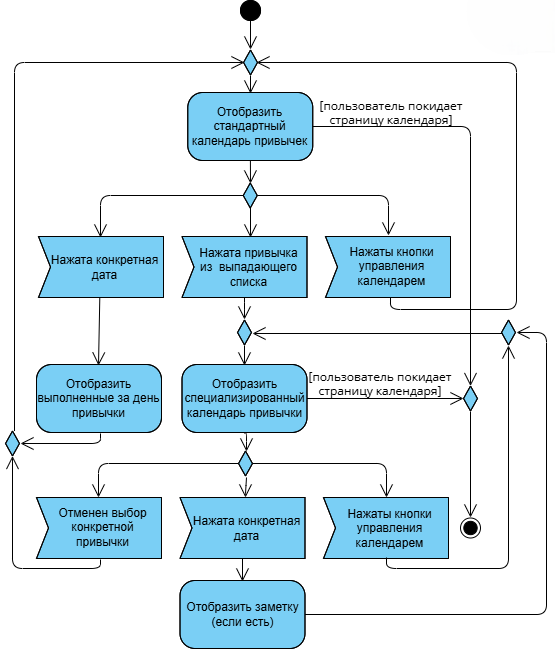 Отобразить
стандартный
календарь привычек
[пользователь покидает
страницу календаря]
Нажата конкретная
дата
Нажата привычка
из выпадающего
списка
Нажаты кнопки
управления
календарем
Отобразить
выполненные за день
привычки
Отобразить
специализированный
календарь привычки
[пользователь покидает
страницу календаря]
Отменен выбор
конкретной
привычки
Нажата конкретная
дата
Нажаты кнопки
управления
календарем
Отобразить заметку
(если есть)